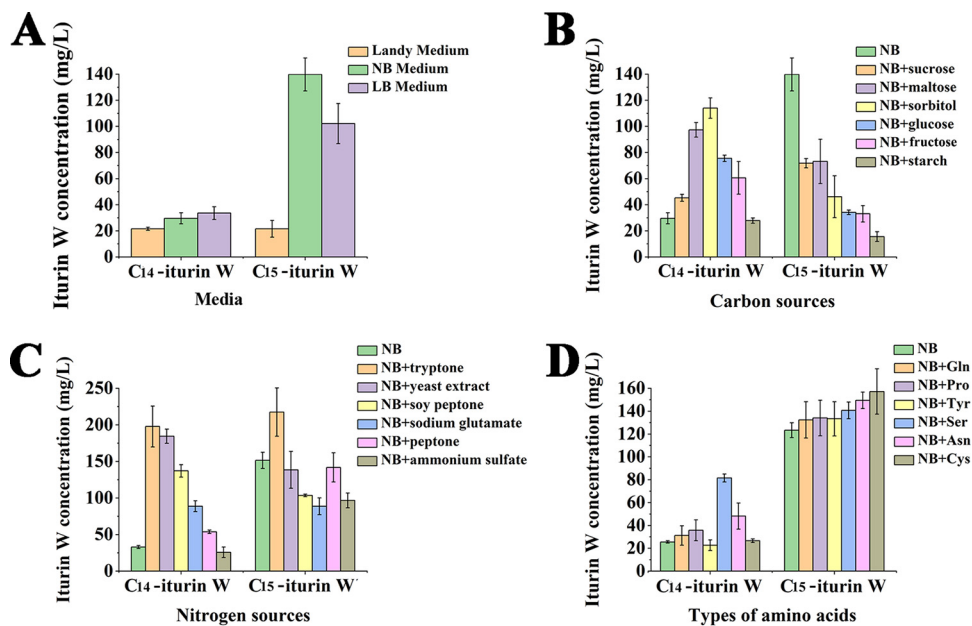 A
Iturin W concentration (mg/L)
Landy Medium
NB Medium
LB Medium
140
120
100
80
60
40
20
0
C14-iturin W C15-iturin W
Media
B
Iturin W concentration (mg/L)
NB
NB+sucrose
NB+maltose
NB+sorbitol
NB+glucose
NB+fructose
NB+starch
140
120
100
80
60
40
20
0
C14-iturin W C15-iturin W
Carbon sources
C
Iturin W concentration (mg/L)
NB
NB+tryptone
NB+yeast extract
NB+soy peptone
NB+sodium glutamate
NB+peptone
NB+ammonium sulfate
250
200
150
100
50
0
C14-iturin W C15-iturin W
Nitrogen sources
D
Iturin W concentration (mg/L)
NB
NB+Gln
NB+Pro
NB+Tyr
NB+Ser
NB+Asn
NB+Cys
160
140
120
100
80
60
40
20
0
C14-iturin W C15-iturin W
Types of amino acids